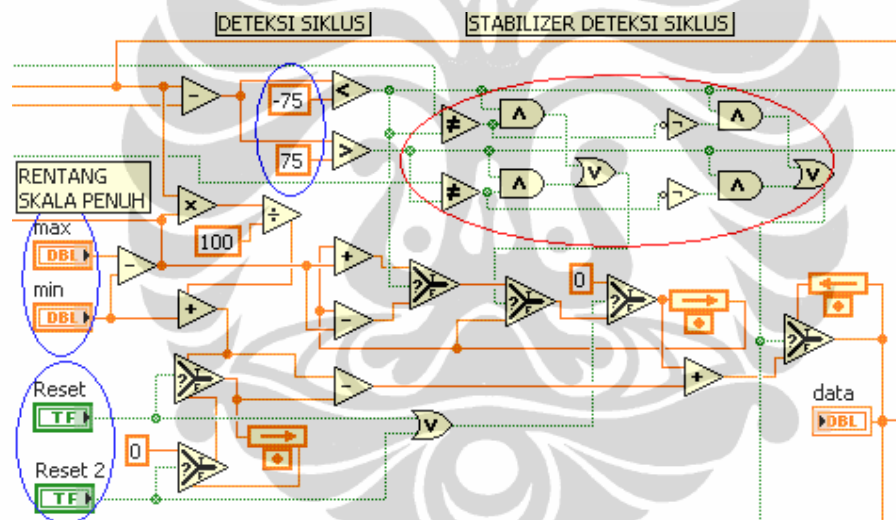 DETEKSI SIKLUS
STABILIZER DETEKSI SIKLUS
-75
75
RENTANG
SKALA PENUH
max
DBL
100
min
DBL
0
Reset
TF
0
Reset 2
TF
data
DBL